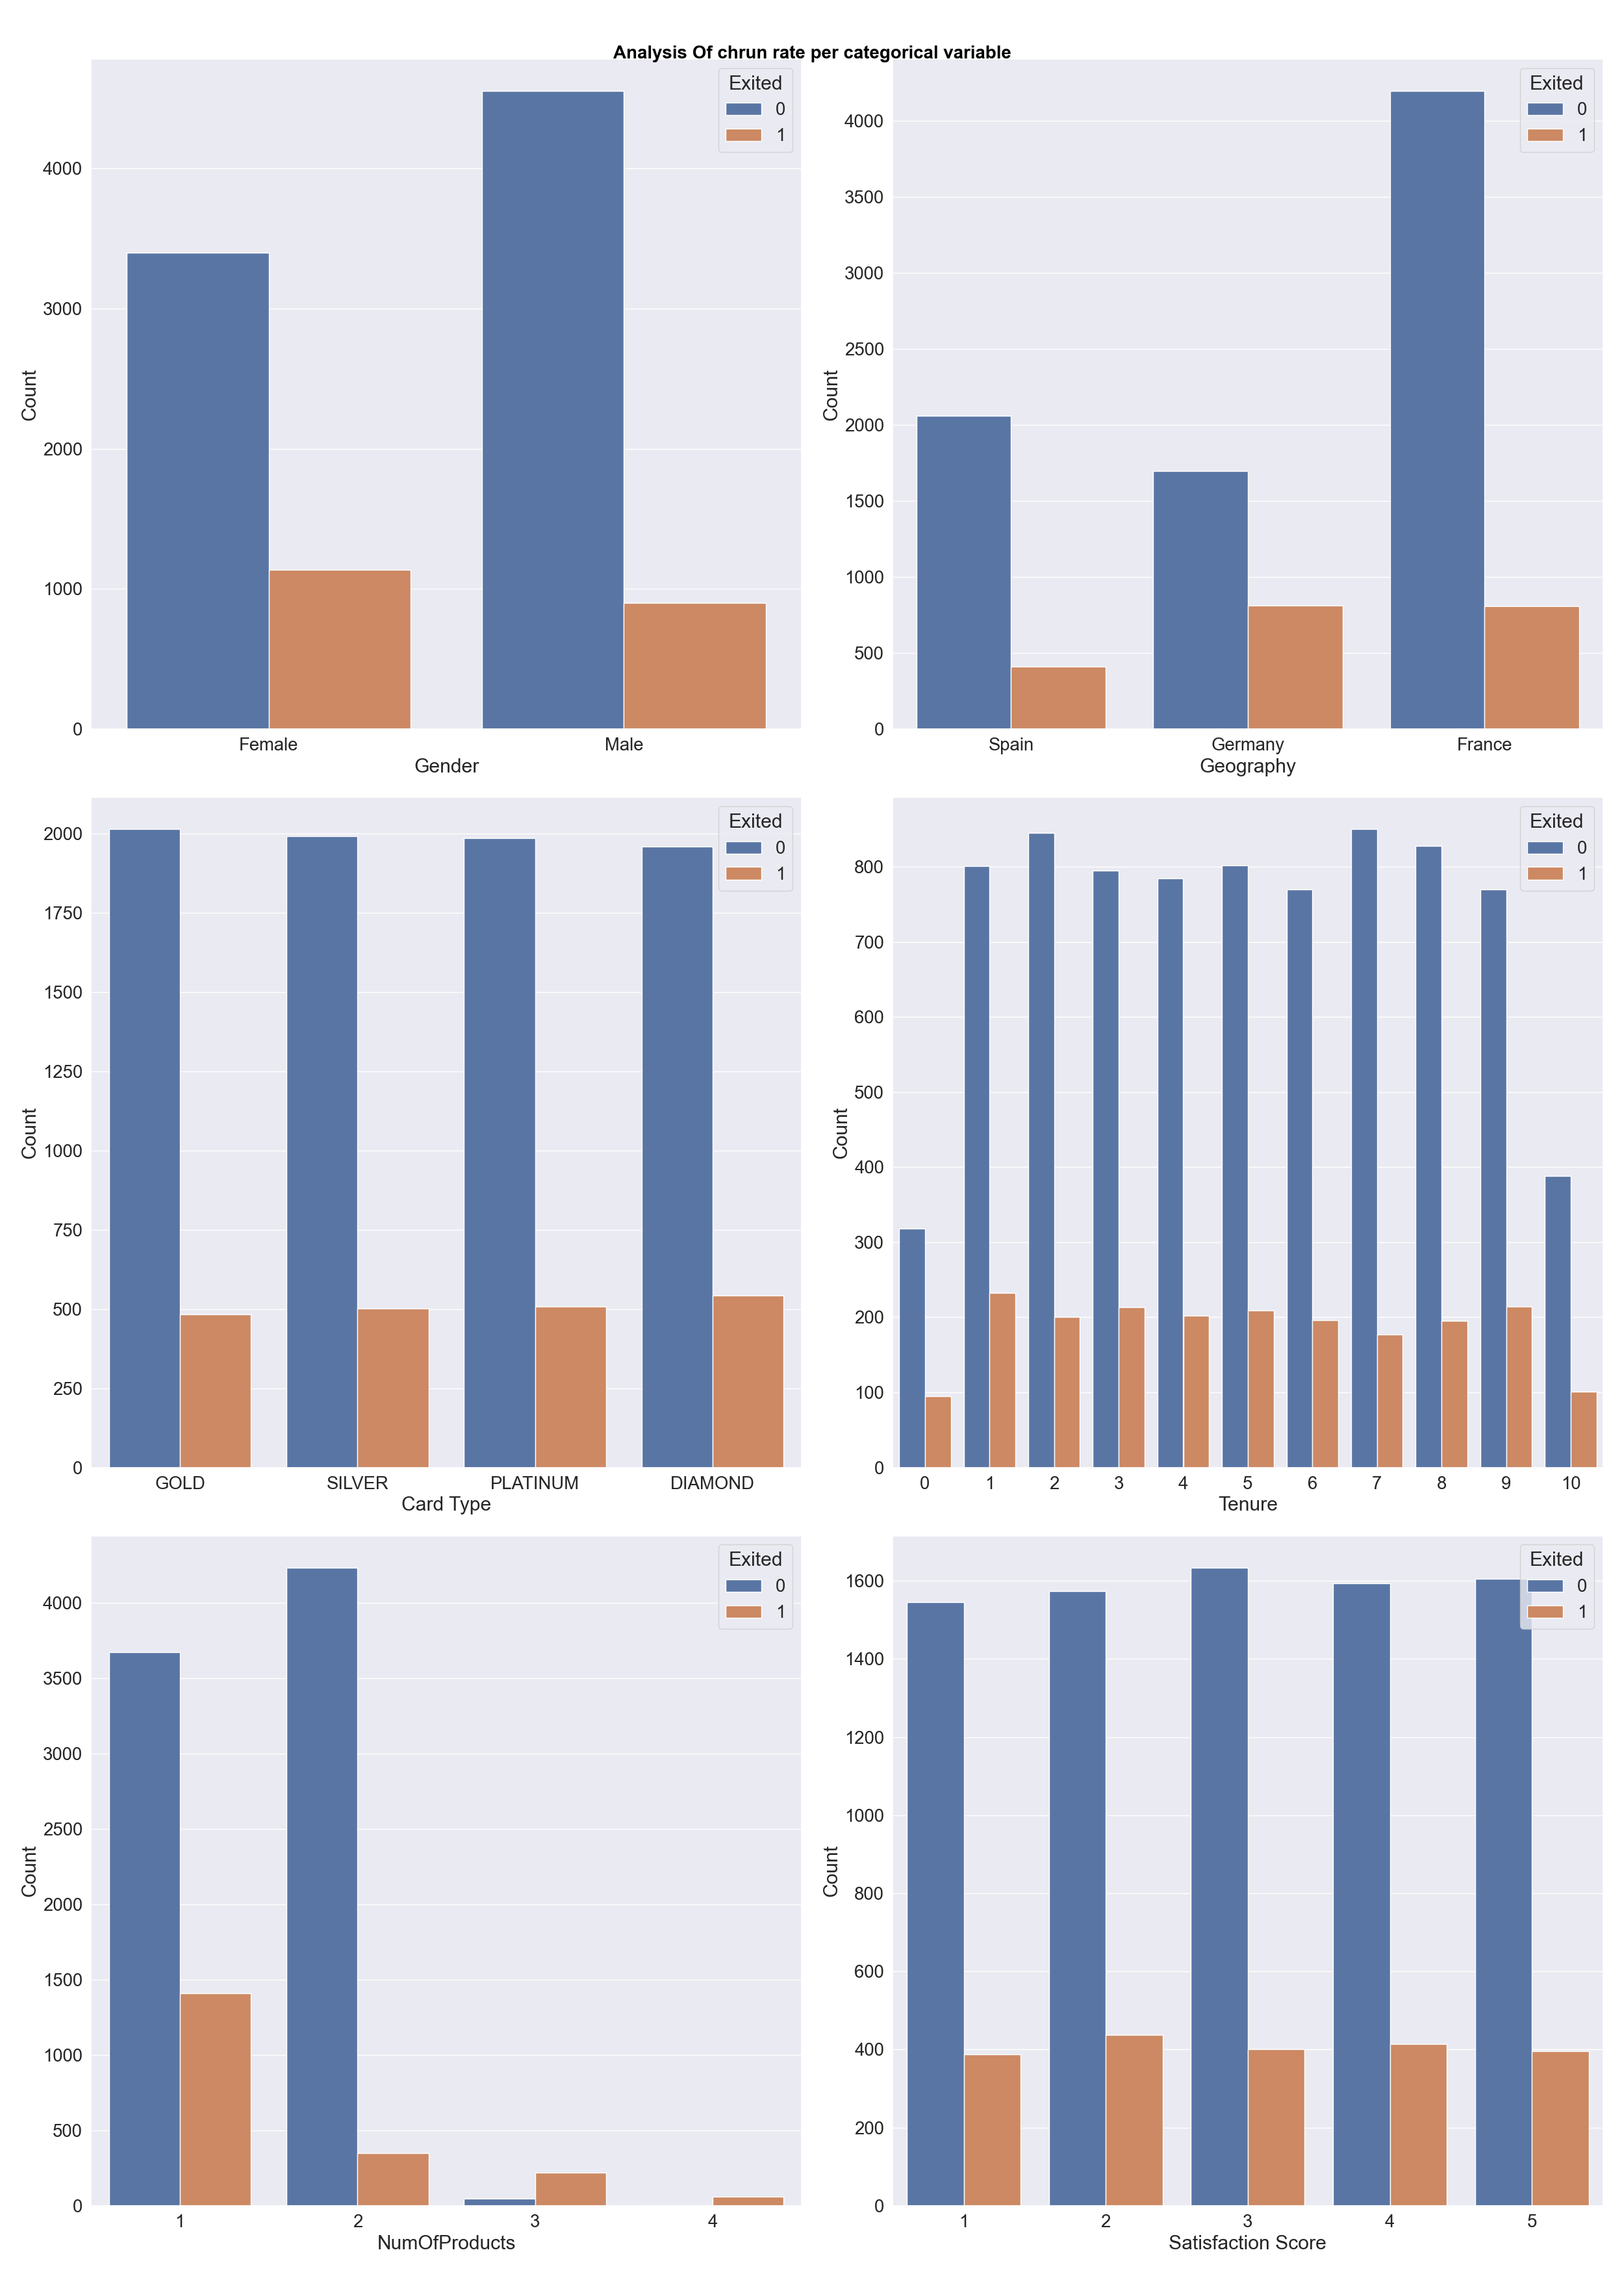 Analysis Of chrun rate per categorical variable
Exited
0
1
4000
3000
2000
1000
0
Count
Female Male
Gender
Exited
0
1
4000
3500
3000
2500
2000
1500
1000
500
0
Count
Spain Germany France
Geography
Exited
0
1
2000
1750
1500
1250
1000
750
500
250
0
Count
GOLD SILVER PLATINUM DIAMOND
Card Type
Exited
0
1
800
700
600
500
400
300
200
100
0
Count
0 1 2 3 4 5 6 7 8 9 10
Tenure
Exited
0
1
4000
3500
3000
2500
2000
1500
1000
500
0
Count
1 2 3 4
NumOfProducts
Exited
0
1
1600
1400
1200
1000
800
600
400
200
0
Count
1 2 3 4 5
Satisfaction Score